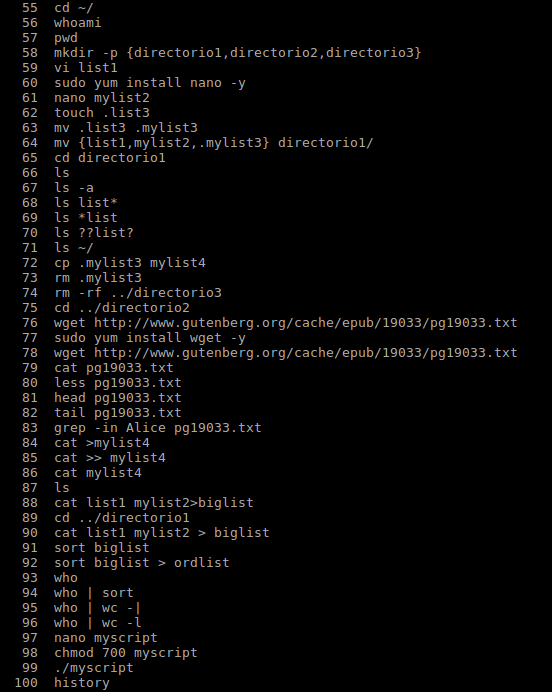 55  cd ~/
56  whoami
57  pwd
58  mkdir -p {directorio1,directorio2,directorio3}
59  vi list1
60  sudo yum install nano -y
61  nano mylist2
62  touch .list3
63  mv .list3 .mylist3
64  mv {list1,mylist2,.mylist3} directorio1/
65  cd directorio1
66  ls
67  ls -a
68  ls list*
69  ls *list
70  ls ??list?
71  ls ~/
72  cp .mylist3 mylist4
73  rm .mylist3
74  rm -rf ../directorio3
75  cd ../directorio2
76  wget http://www.gutenberg.org/cache/epub/19033/pg19033.txt
77  sudo yum install wget -y
78  wget http://www.gutenberg.org/cache/epub/19033/pg19033.txt
79  cat pg19033.txt
80  less pg19033.txt
81  head pg19033.txt
82  tail pg19033.txt
83  grep -in Alice pg19033.txt
84  cat >mylist4
85  cat >> mylist4
86  cat mylist4
87  ls
88  cat list1 mylist2>biglist
89  cd ../directorio1
90  cat list1 mylist2 > biglist
91  sort biglist
92  sort biglist > ordlist
93  who
94  who | sort
95  who | wc -|
96  who | wc -l
97  nano myscript
98  chmod 700 myscript
99  ./myscript
100  history